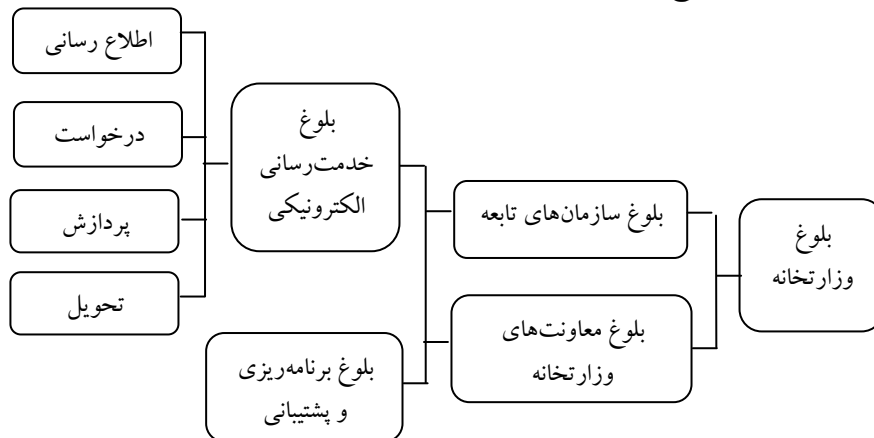 بلوغ
وزارتخانه
بلوغ سازمان‌های تابعه
بلوغ معاونت‌های
وزارتخانه
بلوغ
خدمت‌رسانی
الکترونیکی
بلوغ برنامه‌ریزی
و پشتیبانی
اطلاع رسانی
درخواست
پردازش
تحویل